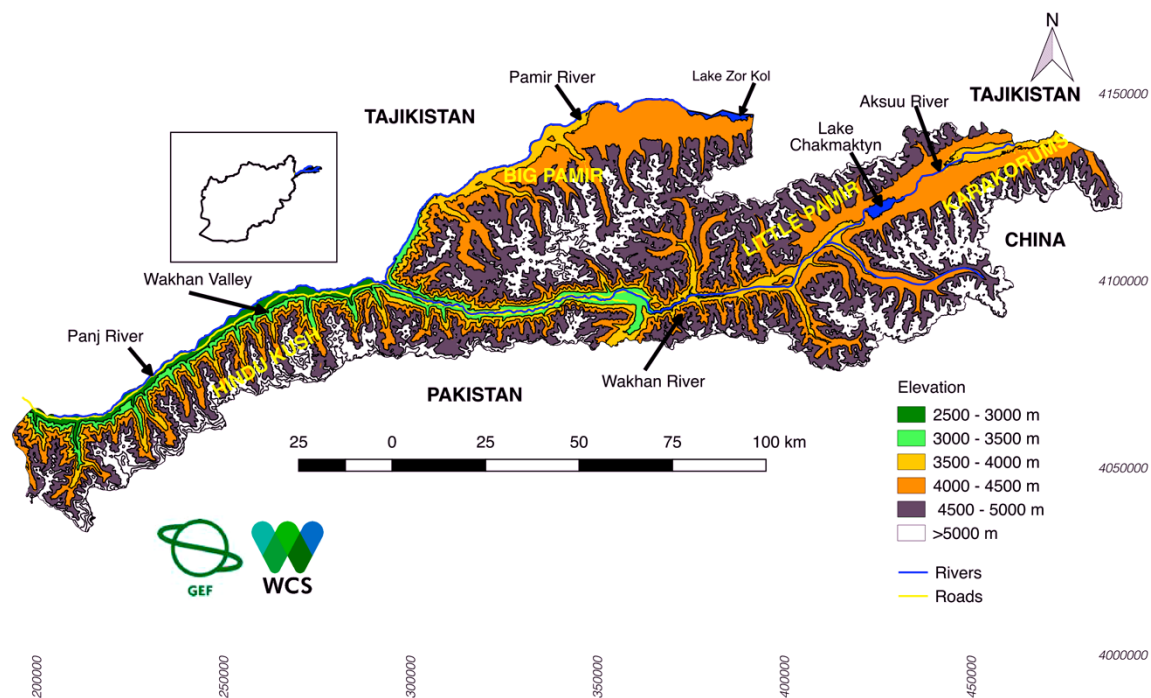 N
Pamir River
Lake Zor Kol
TAJIKISTAN
4150000
TAJIKISTAN
Aksuu River
Lake
Chakmaktyn
BIG PAMIR
LITTLE PAMIR
KARAKORUMS
CHINA
Wakhan Valley
4100000
Panj River
HINDU KUSH
Wakhan River
PAKISTAN
Elevation
2500 - 3000 m
3000 - 3500 m
3500 - 4000 m
4000 - 4500 m
4500 - 5000 m
>5000 m
Rivers
Roads
25 0 25 50 75 100 km
4050000
GEF
WCS
4000000
200000
250000
300000
350000
400000
450000